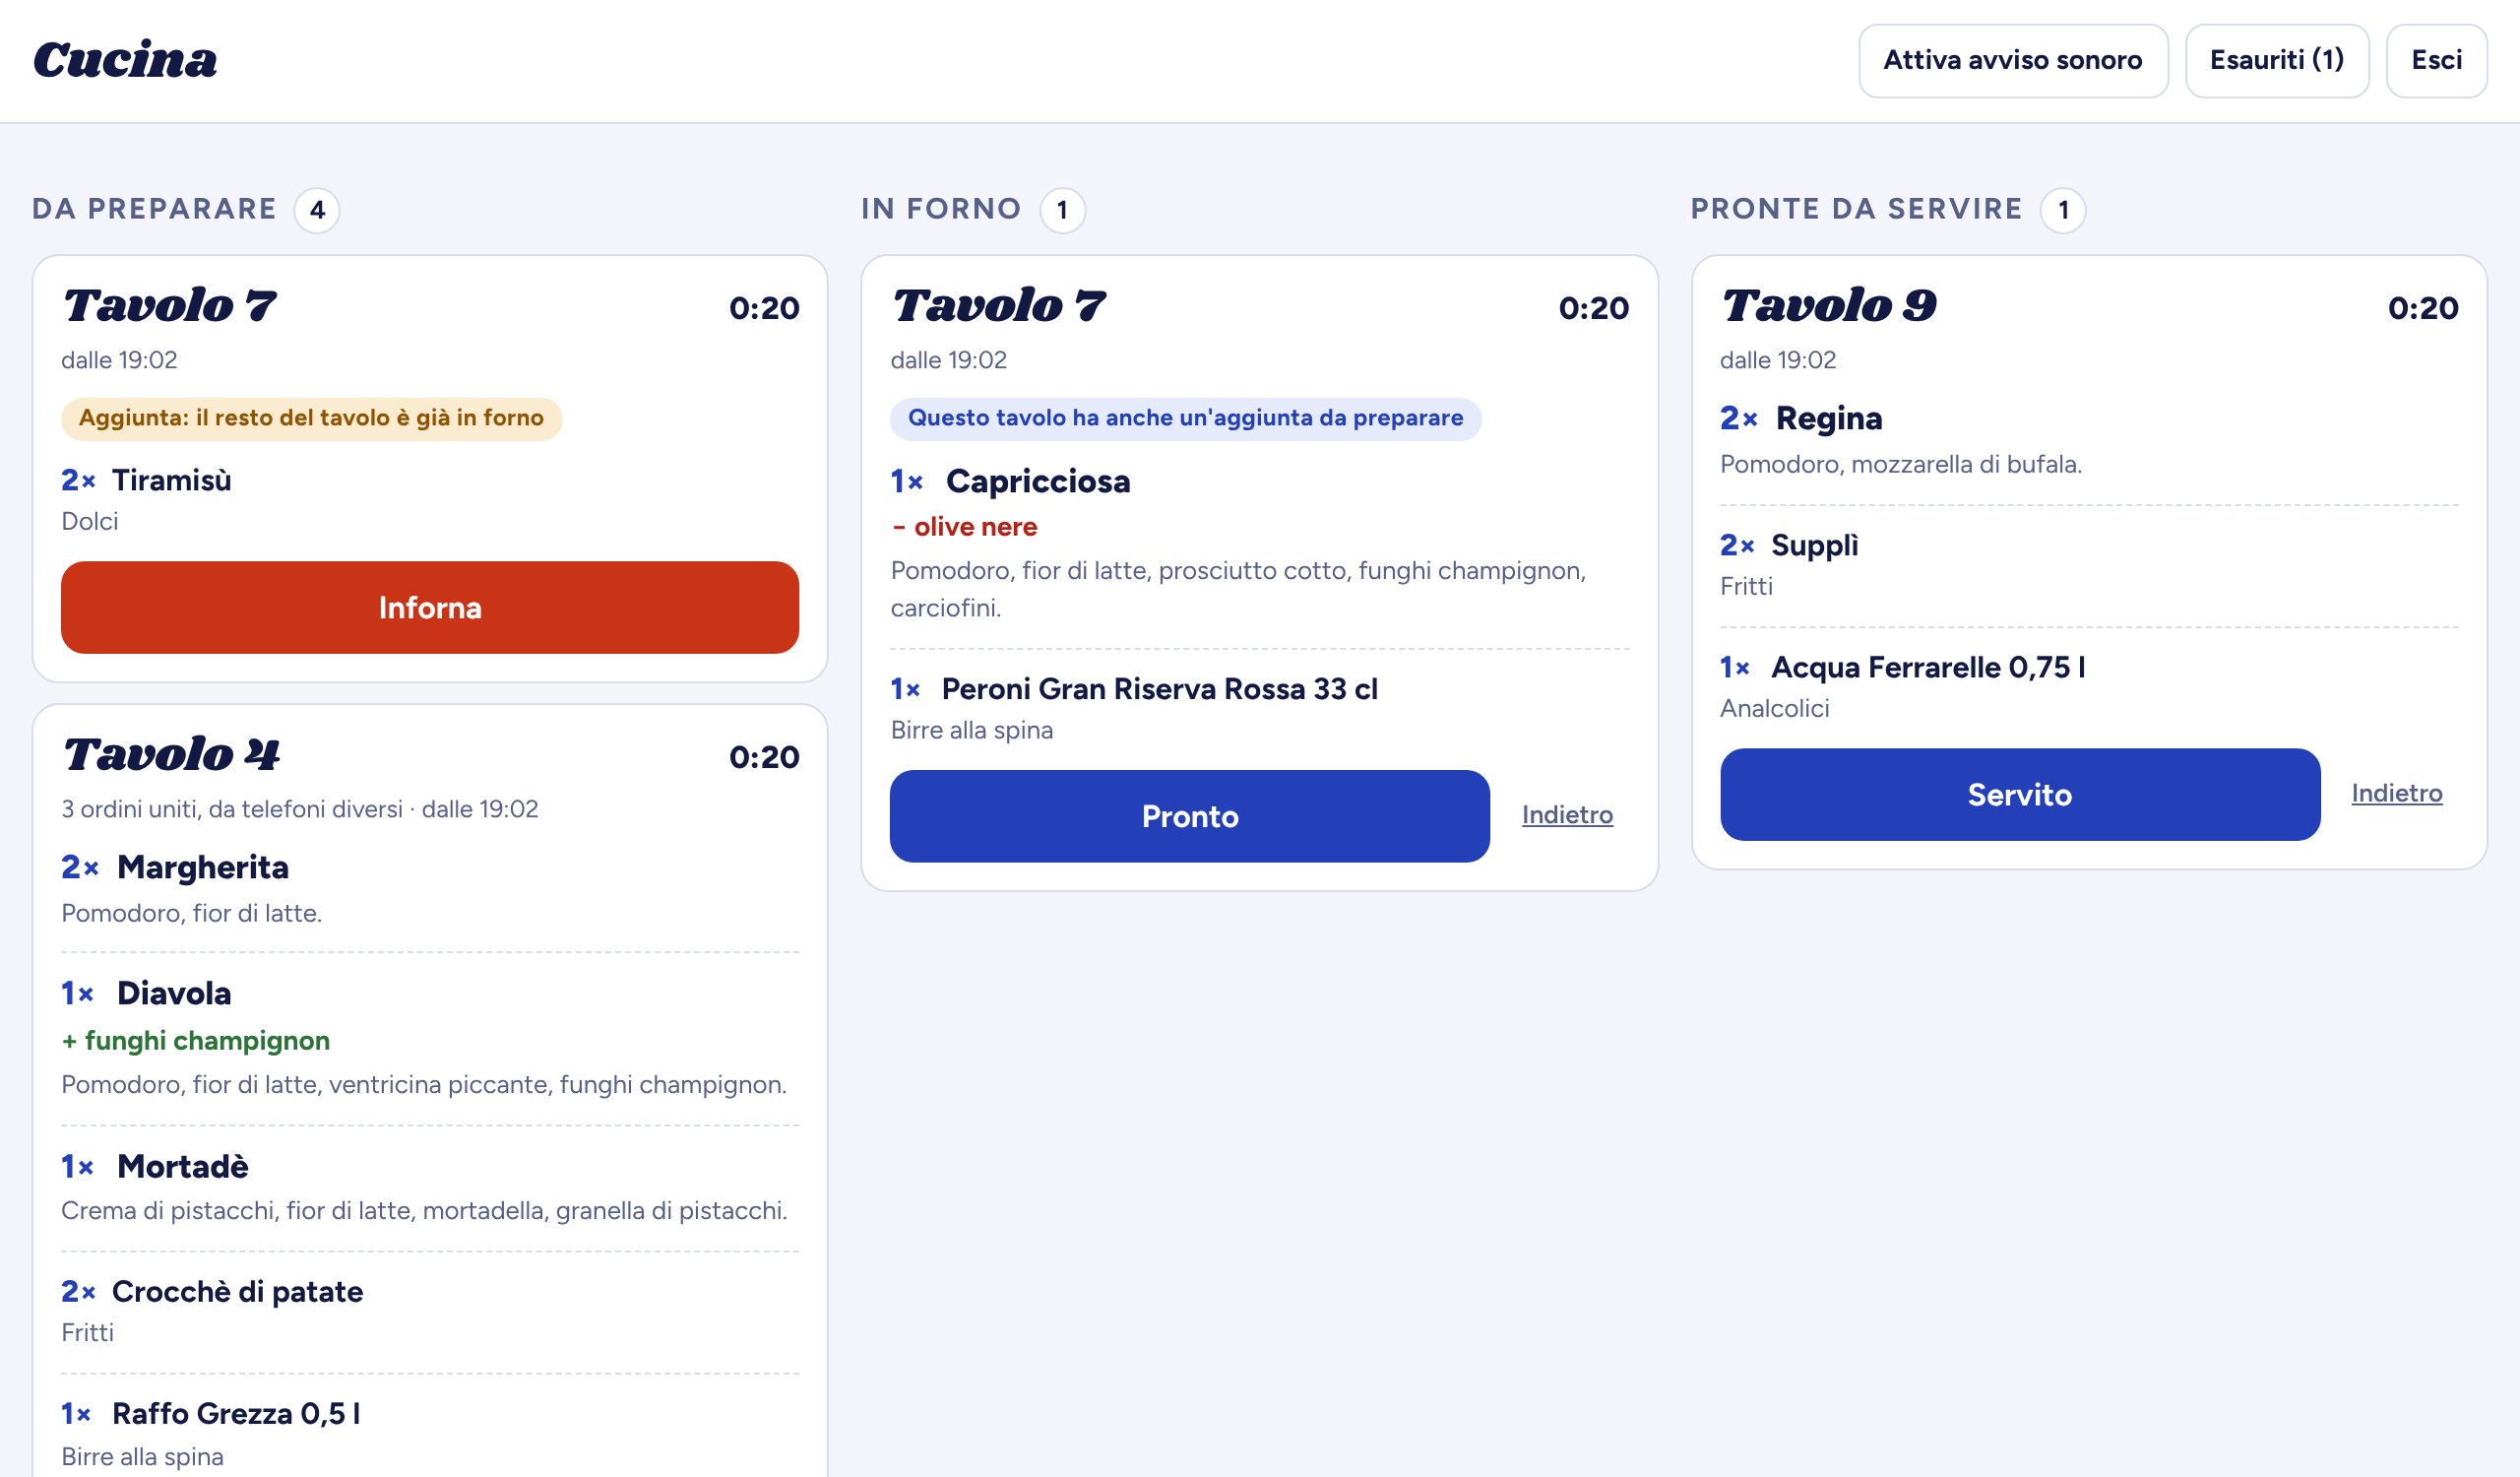 Cucina
Attiva avviso sonoro
Esauriti (1)
Esci
DA PREPARARE 4
Tavolo 7 0:20
dalle 19:02
Aggiunta: il resto del tavolo è già in forno
2× Tiramisù
Dolci
Inforna
Tavolo 4 0:20
3 ordini uniti, da telefoni diversi · dalle 19:02
2× Margherita
Pomodoro, fior di latte.
1× Diavola
+ funghi champignon
Pomodoro, fior di latte, ventricina piccante, funghi champignon.
1× Mortadè
Crema di pistacchi, fior di latte, mortadella, granella di pistacchi.
2× Crocchè di patate
Fritti
1× Raffo Grezza 0,5 l
Birre alla spina
IN FORNO 1
Tavolo 7 0:20
dalle 19:02
Questo tavolo ha anche un'aggiunta da preparare
1× Capricciosa
− olive nere
Pomodoro, fior di latte, prosciutto cotto, funghi champignon,
carciofini.
1× Peroni Gran Riserva Rossa 33 cl
Birre alla spina
Pronto
Indietro
PRONTE DA SERVIRE 1
Tavolo 9 0:20
dalle 19:02
2× Regina
Pomodoro, mozzarella di bufala.
2× Supplì
Fritti
1× Acqua Ferrarelle 0,75 l
Analcolici
Servito
Indietro